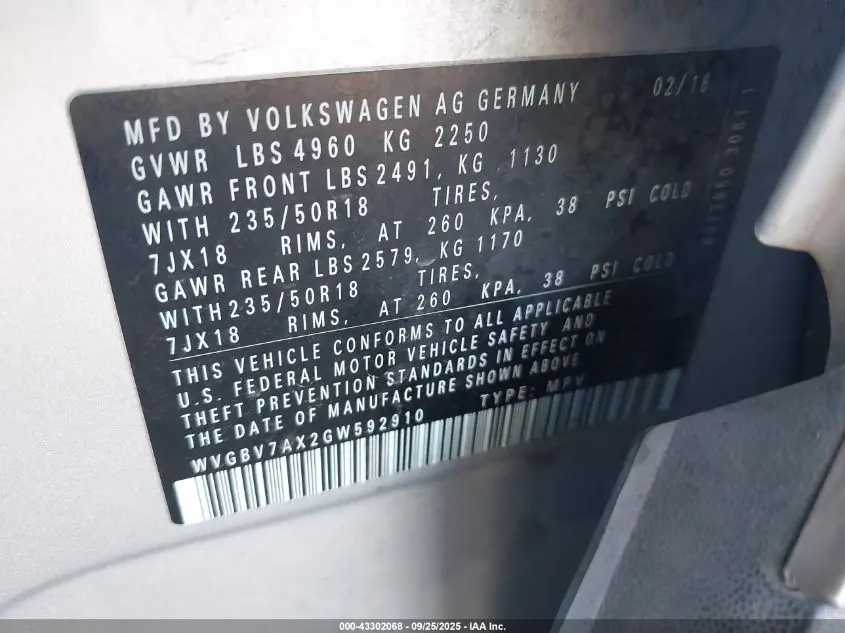 MFD BY VOLKSWAGEN AG GERMANY 02/16
GVWR LBS 4960 KG 2250
GAWR FRONT LBS 2491, KG 1130
WITH 235/50R18 TIRES,
7JX18 RIMS, AT 260 KPA, 38 PSI COLD
GAWR REAR LBS 2579, KG 1170
WITH 235/50R18 TIRES,
7JX18 RIMS, AT 260 KPA, 38 PSI COLD
THIS VEHICLE CONFORMS TO ALL APPLICABLE
U.S. FEDERAL MOTOR VEHICLE SAFETY AND
THEFT PREVENTION STANDARDS IN EFFECT ON
THE DATE OF MANUFACTURE SHOWN ABOVE
WVGBV7AX2GW592910 TYPE: MPV
000-43302068 - 09/25/2025 - IAA Inc.